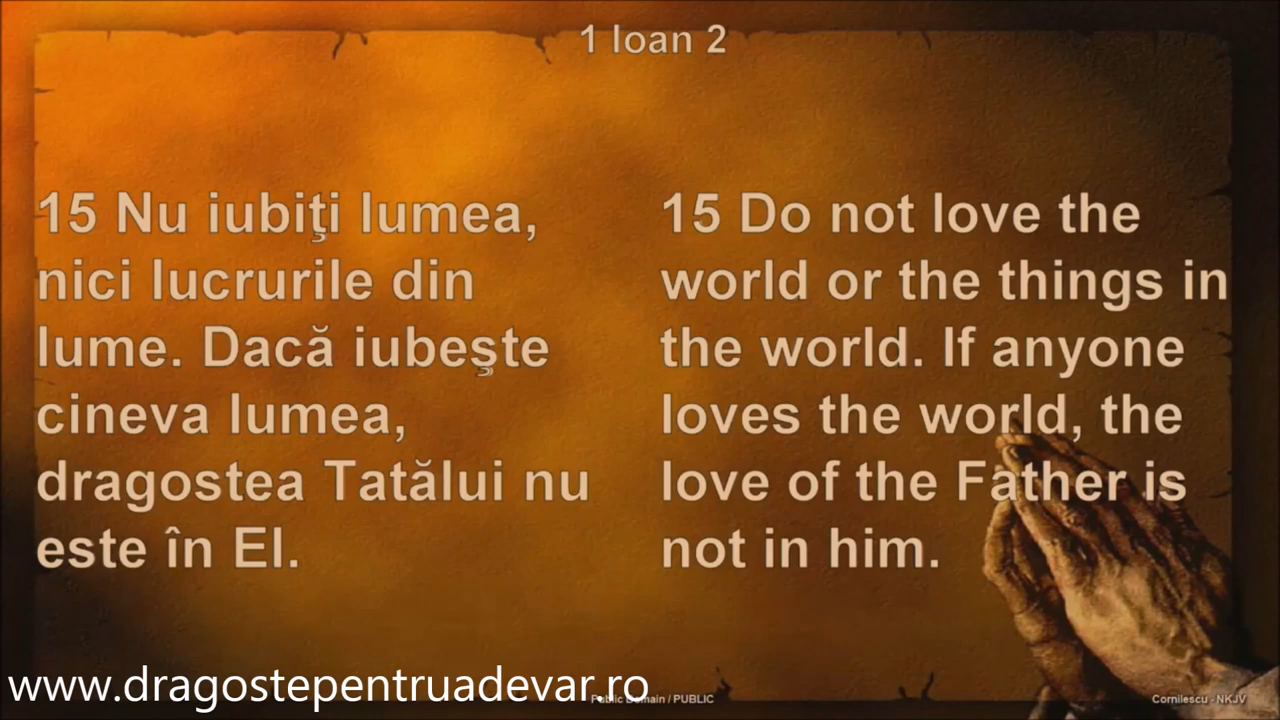 1 Ioan 2
15 Nu iubiţi lumea,
nici lucrurile din
lume. Dacă iubeşte
cineva lumea,
dragostea Tatălui nu
este în El.
15 Do not love the
world or the things in
the world. If anyone
loves the world, the
love of the Father is
not in him.
www.dragostepentruadevar.ro
Public Domain / PUBLIC
Cornilescu - NKJV